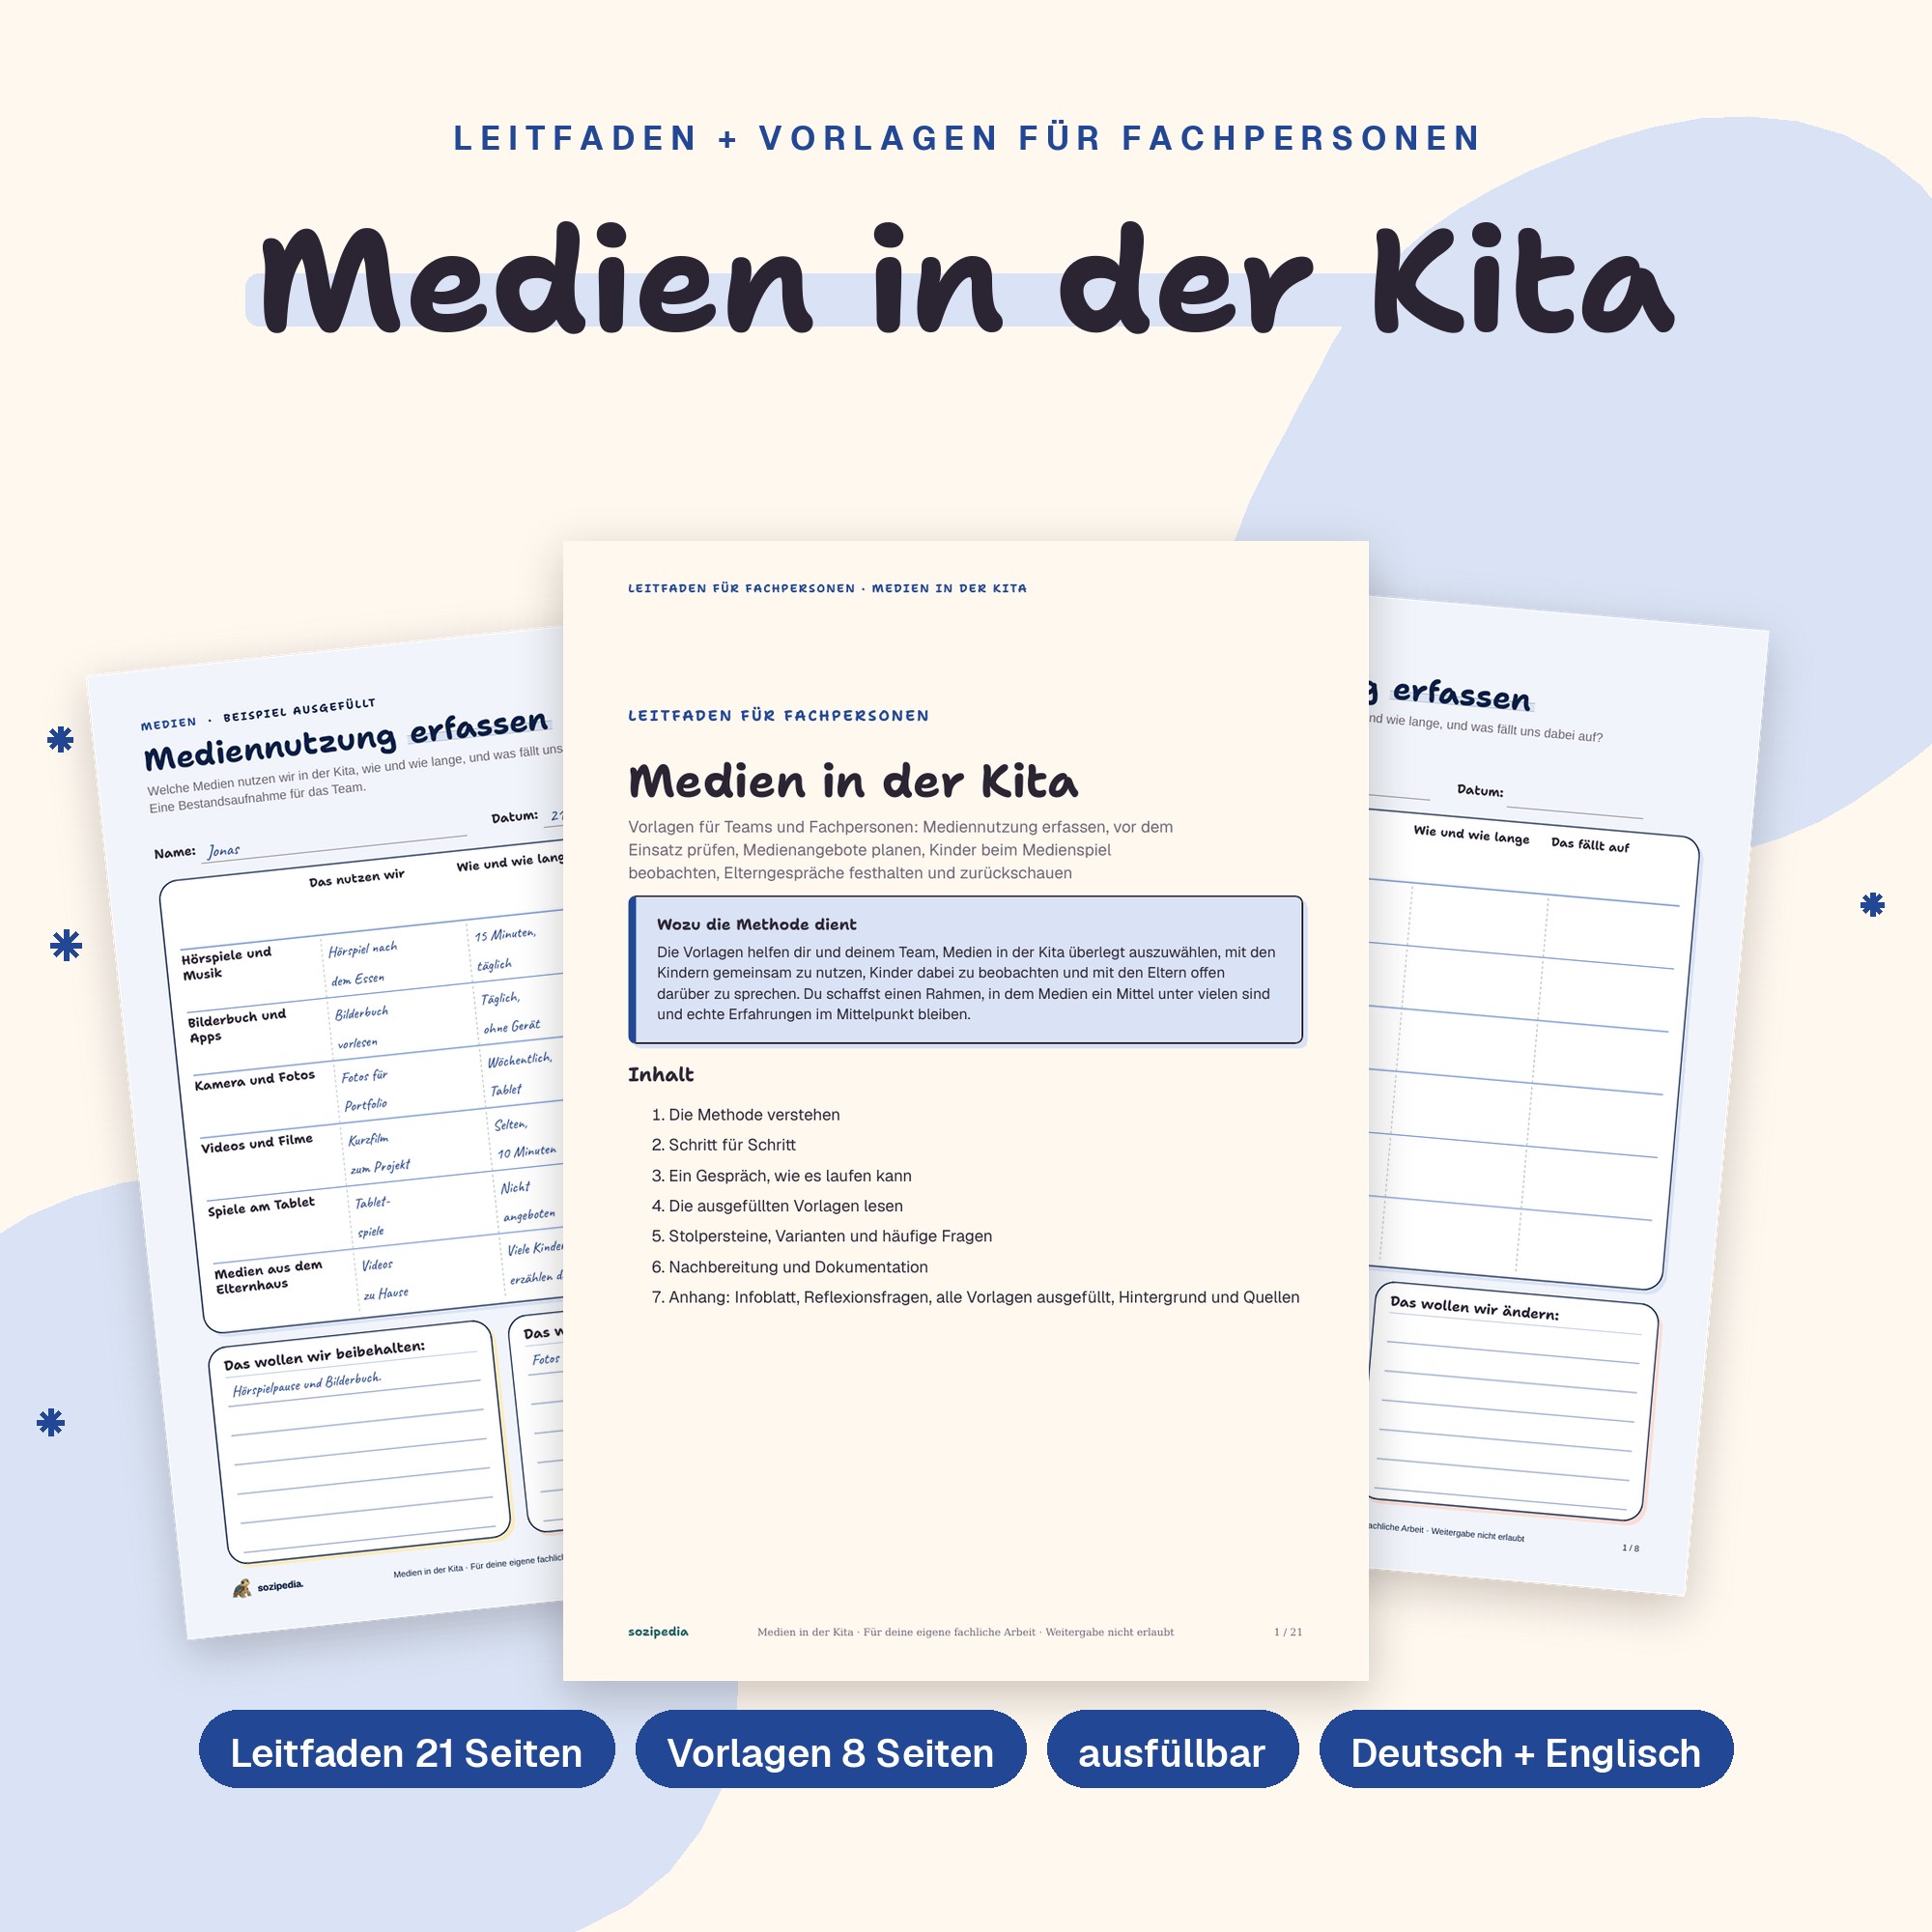 LEITFADEN + VORLAGEN FÜR FACHPERSONEN
Medien in der Kita
MEDIEN · BEISPIEL AUSGEFÜLLT
Mediennutzung erfassen
Welche Medien nutzen wir in der Kita, wie und wie lange, und was fällt uns
Eine Bestandsaufnahme für das Team.
Name: Jonas
Datum: 21
Das nutzen wir
Wie und wie lang
Hörspiele und
Musik
Hörspiel nach
dem Essen
15 Minuten,
täglich
Bilderbuch und
Apps
Bilderbuch
vorlesen
Täglich,
ohne Gerät
Kamera und Fotos
Fotos für
Portfolio
Wöchentlich,
Tablet
Videos und Filme
Kurzfilm
zum Projekt
Selten,
10 Minuten
Spiele am Tablet
Tablet-
spiele
Nicht
angeboten
Medien aus dem
Elternhaus
Videos
zu Hause
Viele Kinder
erzählen
Das wollen wir beibehalten:
Hörspielpause und Bilderbuch.
Das w
Fotos
sozipedia.
Medien in der Kita · Für deine eigene fachlich
LEITFADEN FÜR FACHPERSONEN · MEDIEN IN DER KITA
LEITFADEN FÜR FACHPERSONEN
Medien in der Kita
Vorlagen für Teams und Fachpersonen: Mediennutzung erfassen, vor dem
Einsatz prüfen, Medienangebote planen, Kinder beim Medienspiel
beobachten, Elterngespräche festhalten und zurückschauen
Wozu die Methode dient
Die Vorlagen helfen dir und deinem Team, Medien in der Kita überlegt auszuwählen, mit den
Kindern gemeinsam zu nutzen, Kinder dabei zu beobachten und mit den Eltern offen
darüber zu sprechen. Du schaffst einen Rahmen, in dem Medien ein Mittel unter vielen sind
und echte Erfahrungen im Mittelpunkt bleiben.
Inhalt
1. Die Methode verstehen
2. Schritt für Schritt
3. Ein Gespräch, wie es laufen kann
4. Die ausgefüllten Vorlagen lesen
5. Stolpersteine, Varianten und häufige Fragen
6. Nachbereitung und Dokumentation
7. Anhang: Infoblatt, Reflexionsfragen, alle Vorlagen ausgefüllt, Hintergrund und Quellen
sozipedia
Medien in der Kita · Für deine eigene fachliche Arbeit · Weitergabe nicht erlaubt
1 / 21
g erfassen
nd wie lange, und was fällt uns dabei auf?
Datum:
Wie und wie lange
Das fällt auf
Das wollen wir ändern:
achliche Arbeit · Weitergabe nicht erlaubt
1 / 8
Leitfaden 21 Seiten
Vorlagen 8 Seiten
ausfüllbar
Deutsch + Englisch